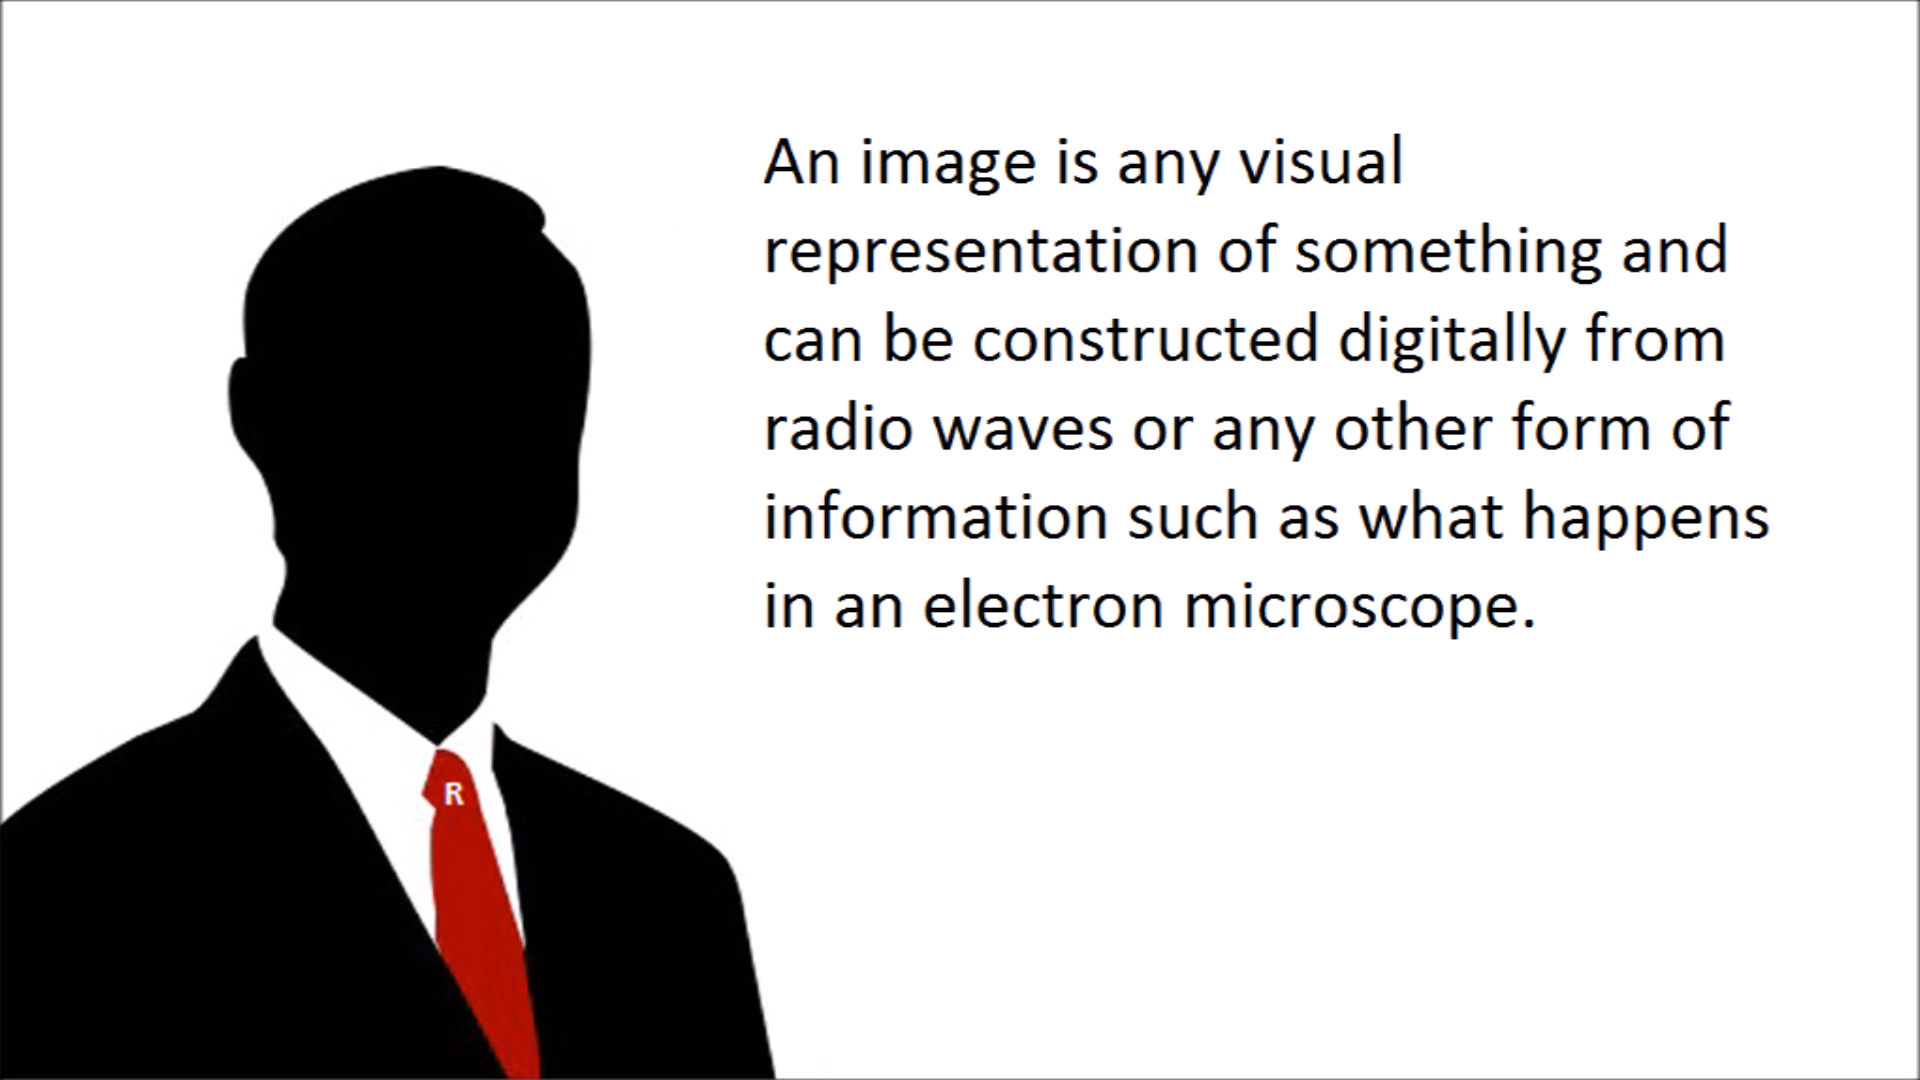 An image is any visual
representation of something and
can be constructed digitally from
radio waves or any other form of
information such as what happens
in an electron microscope.
R